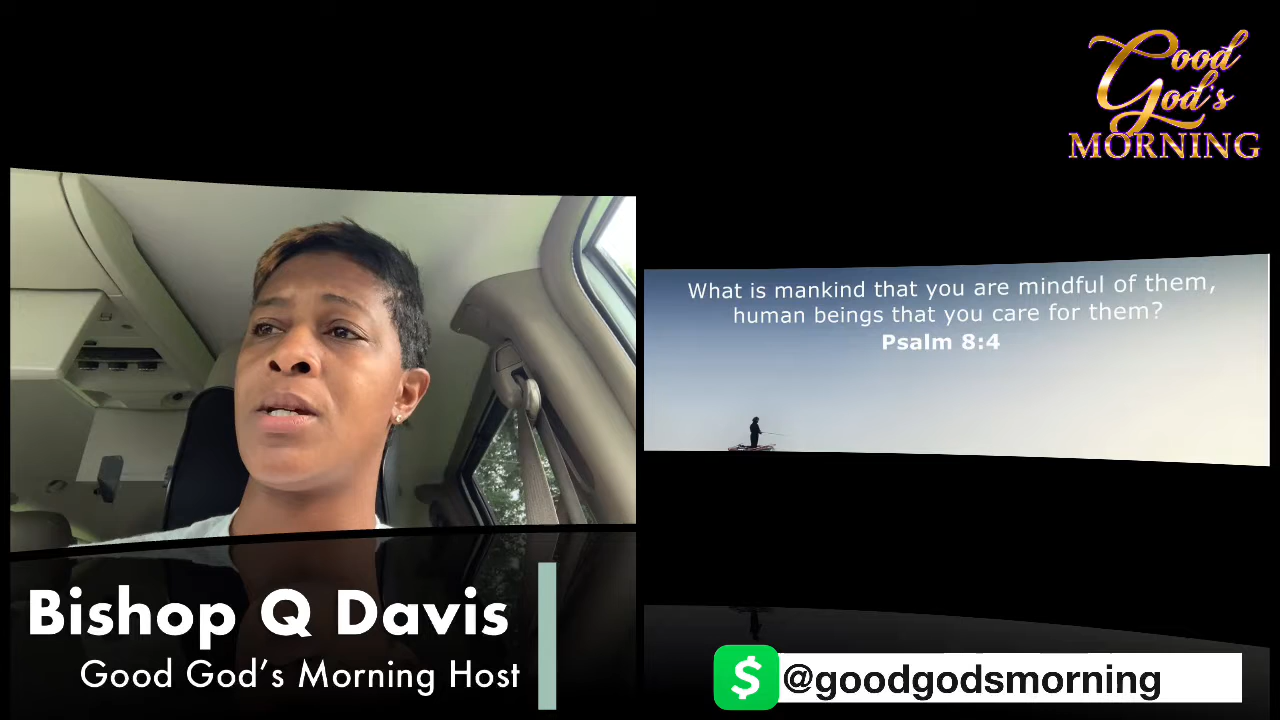 Good
God's
MORNING
What is mankind that you are mindful of them,
human beings that you care for them?
Psalm 8:4
Bishop Q Davis
Good God's Morning Host
$ @goodgodsmorning